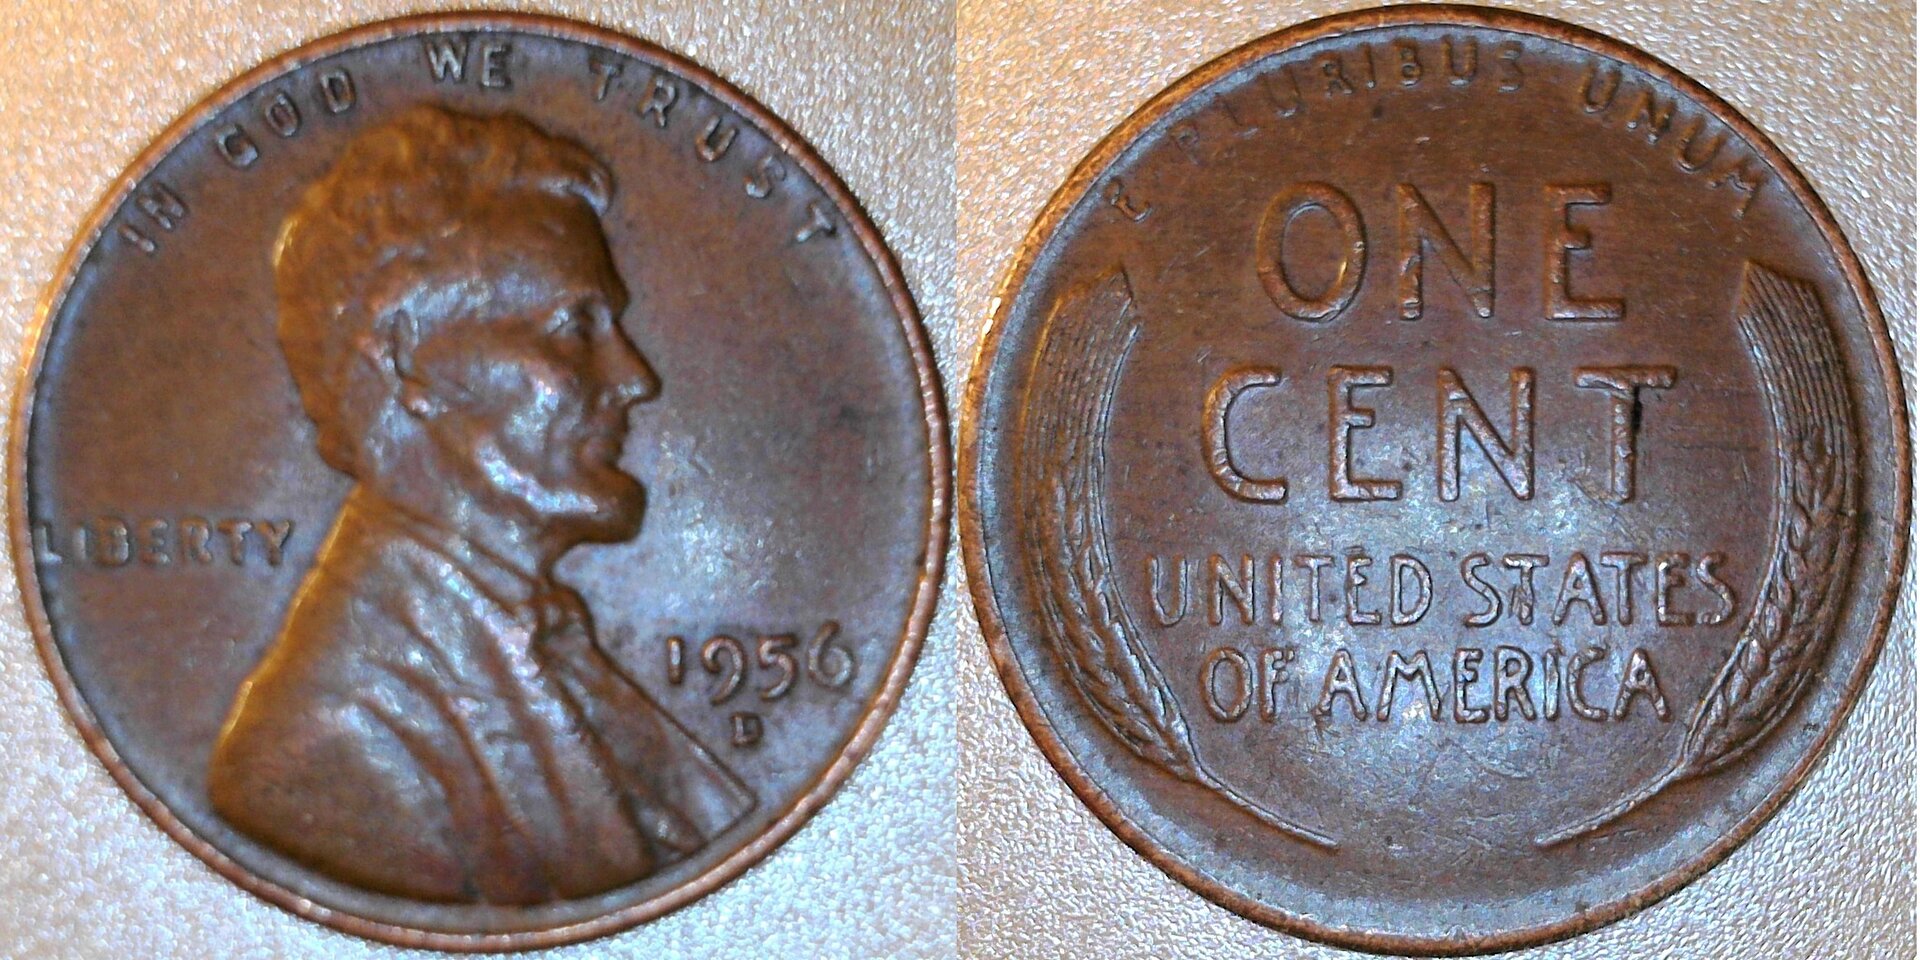 IN GOD WE TRUST
LIBERTY
1956
D
E PLURIBUS UNUM
ONE
CENT
UNITED STATES
OF AMERICA